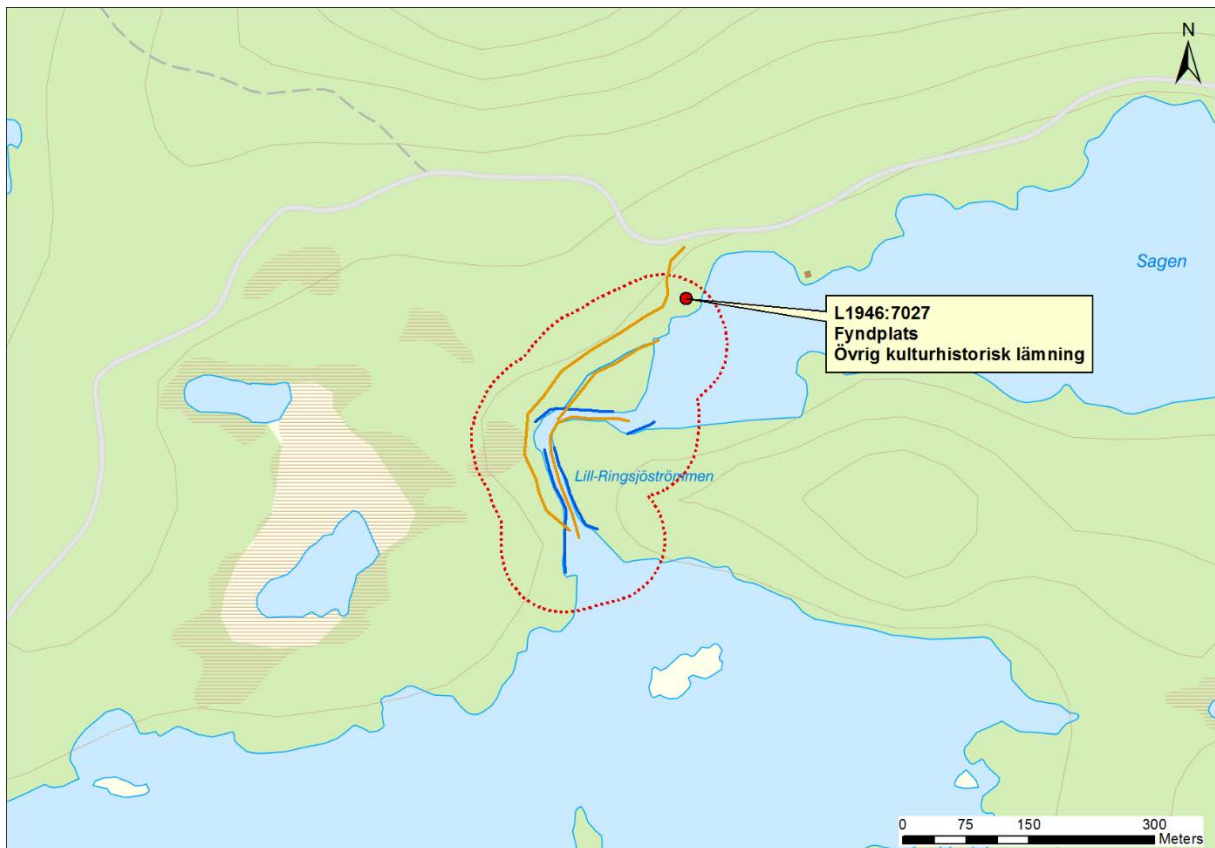 N
Sagen
L1946:7027
Fyndplats
Övrig kulturhistorisk lämning
Lill-Ringsjöströmmen
0 75 150 300
Meters